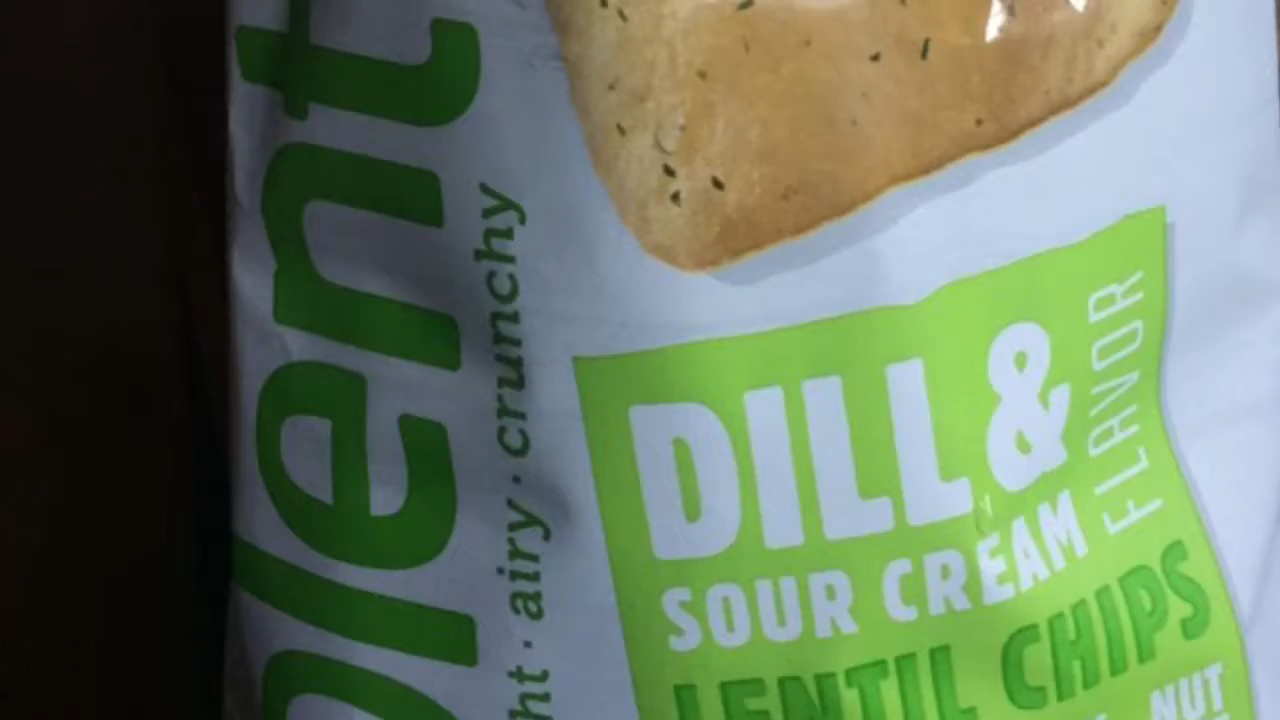 plent
ht · airy · crunchy
DILL &
SOUR CREAM
FLAVOR
LENTIL CHIPS
NUT